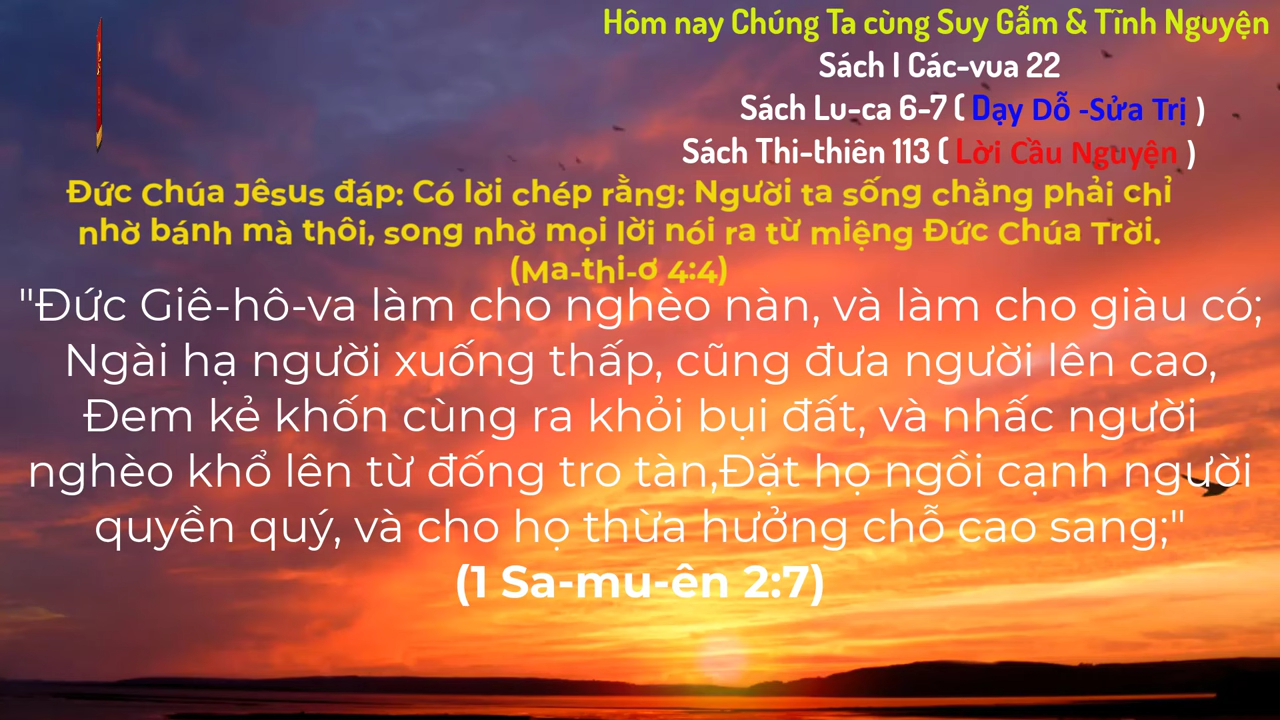 Hôm nay Chúng Ta cùng Suy Gẫm & Tĩnh Nguyện
Sách I Các-vua 22
Sách Lu-ca 6-7 ( Dạy Dỗ -Sửa Trị )
Sách Thi-thiên 113 ( Lời Cầu Nguyện )
Đức Chúa Jêsus đáp: Có lời chép rằng: Người ta sống chẳng phải chỉ
nhờ bánh mà thôi, song nhờ mọi lời nói ra từ miệng Đức Chúa Trời.
(Ma-thi-ơ 4:4)
"Đức Giê-hô-va làm cho nghèo nàn, và làm cho giàu có;
Ngài hạ người xuống thấp, cũng đưa người lên cao,
Đem kẻ khốn cùng ra khỏi bụi đất, và nhấc người
nghèo khổ lên từ đống tro tàn,Đặt họ ngồi cạnh người
quyền quý, và cho họ thừa hưởng chỗ cao sang;"
(1 Sa-mu-ên 2:7)